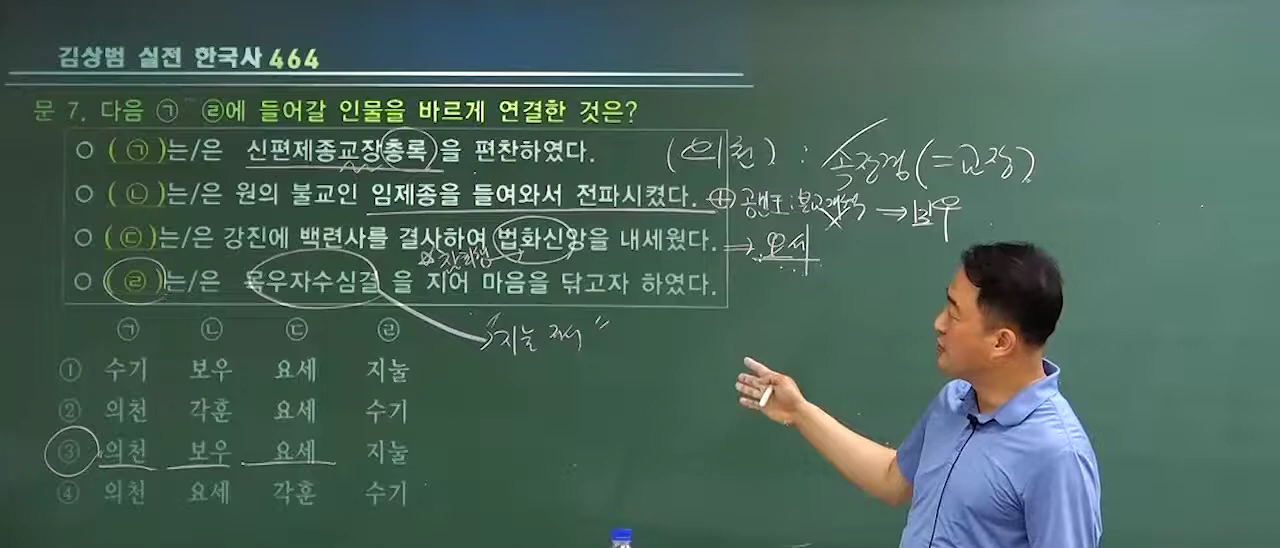 김상범 실전 한국사 464
문 7. 다음 ㉠ ㉣에 들어갈 인물을 바르게 연결한 것은?
○ ( ㉠ )는/은 신편제종교장총록을 편찬하였다. (의천) : 속장경(=교장)
○ ( ㉡ )는/은 원의 불교인 임제종을 들여와서 전파시켰다. ⊕ 공민왕 : 불교개혁 ⇒ 보우
○ ( ㉢ )는/은 강진에 백련사를 결사하여 법화신앙을 내세웠다. ⇒ 요세
○ ( ㉣ )는/은 목우자수심결 을 지어 마음을 닦고자 하였다.
"지눌 저서"
㉠ ㉡ ㉢ ㉣
① 수기 보우 요세 지눌
② 의천 각훈 요세 수기
③ 의천 보우 요세 지눌
④ 의천 요세 각훈 수기